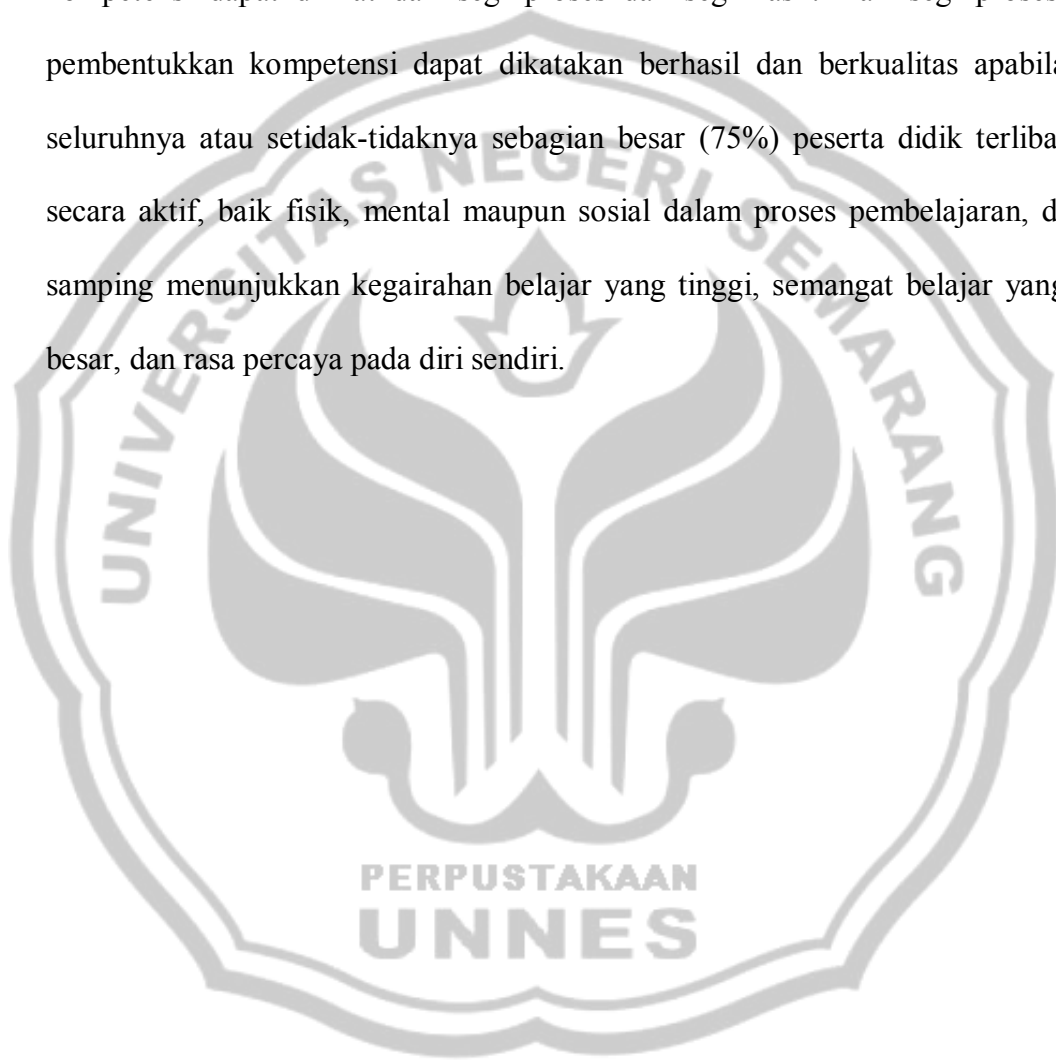 pembentukkan kompetensi dapat dikatakan berhasil dan berkualitas apabila
seluruhnya atau setidak-tidaknya sebagian besar (75%) peserta didik
secara aktif, baik fisik, mental maupun sosial dalam proses pembelajaran,
samping menunjukkan kegairahan belajar yang tinggi, semangat belajar yang
besar, dan rasa percaya pada diri sendiri.
UNIVERSITAS NEGERI SEMARANG
PERPUSTAKAAN
UNNES